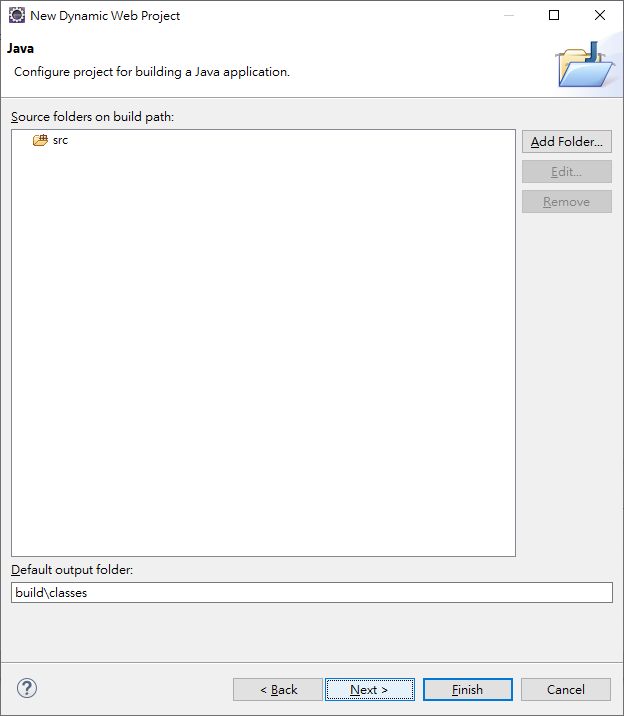 New Dynamic Web Project
Java
Configure project for building a Java application.
Source folders on build path:
src
Add Folder...
Edit...
Remove
Default output folder:
build\classes
?
< Back
Next >
Finish
Cancel